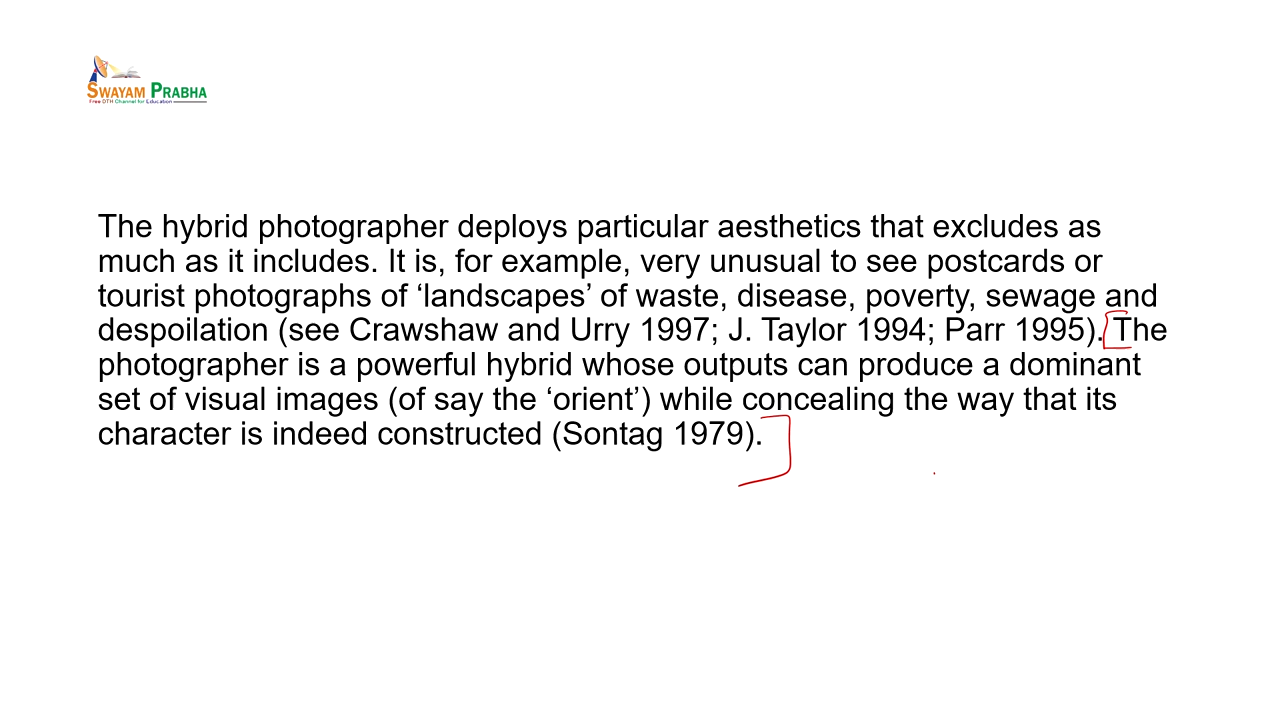 SWAYAM PRABHA
Free DTH Channel for Education
The hybrid photographer deploys particular aesthetics that excludes as
much as it includes. It is, for example, very unusual to see postcards or
tourist photographs of ‘landscapes’ of waste, disease, poverty, sewage and
despoilation (see Crawshaw and Urry 1997; J. Taylor 1994; Parr 1995). The
photographer is a powerful hybrid whose outputs can produce a dominant
set of visual images (of say the ‘orient’) while concealing the way that its
character is indeed constructed (Sontag 1979).